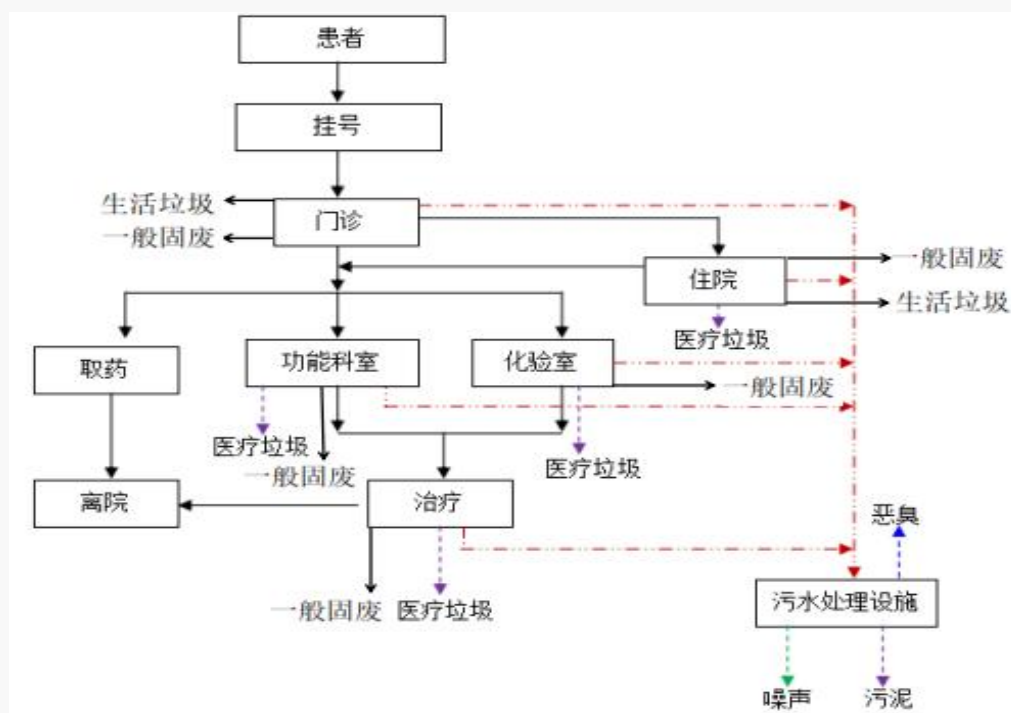 患者
挂号
生活垃圾
门诊
一般固废
一般固废
住院
生活垃圾
医疗垃圾
取药
功能科室
化验室
一般固废
医疗垃圾
一般固废
医疗垃圾
离院
治疗
恶臭
一般固废
医疗垃圾
污水处理设施
噪声
污泥